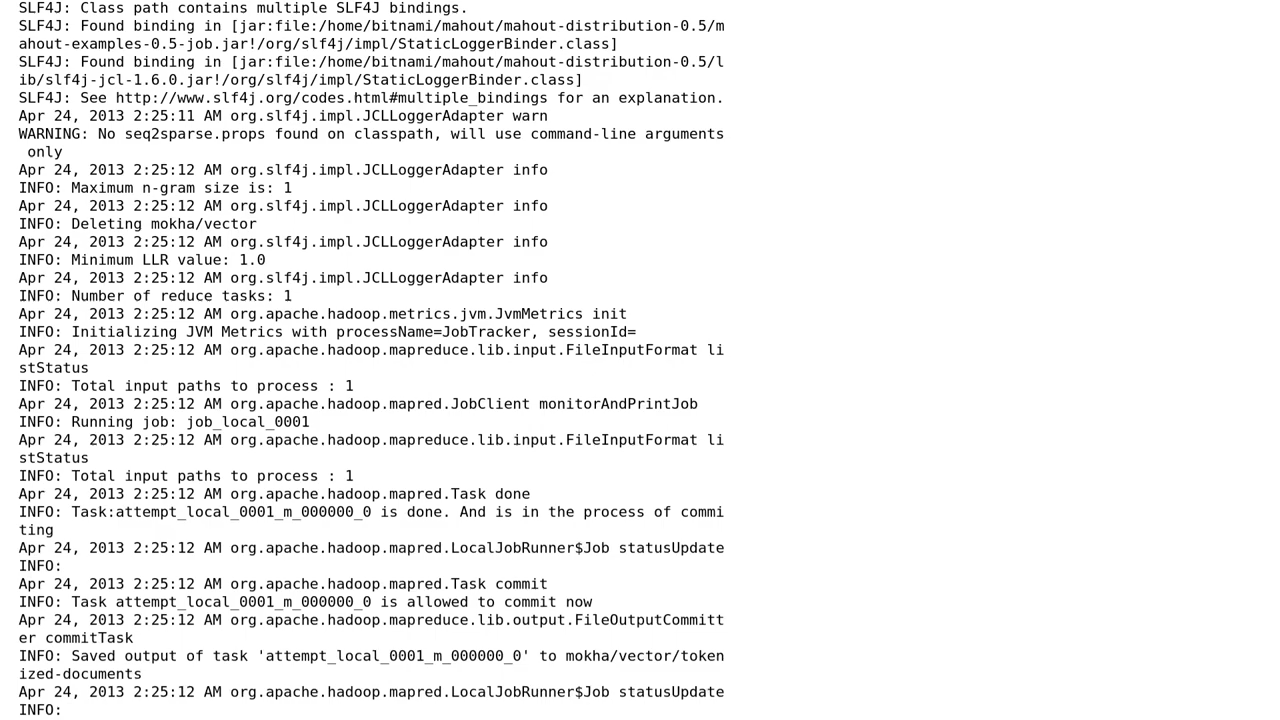 SLF4J: Class path contains multiple SLF4J bindings.
SLF4J: Found binding in [jar:file:/home/bitnami/mahout/mahout-distribution-0.5/m
ahout-examples-0.5-job.jar!/org/slf4j/impl/StaticLoggerBinder.class]
SLF4J: Found binding in [jar:file:/home/bitnami/mahout/mahout-distribution-0.5/l
ib/slf4j-jcl-1.6.0.jar!/org/slf4j/impl/StaticLoggerBinder.class]
SLF4J: See http://www.slf4j.org/codes.html#multiple_bindings for an explanation.
Apr 24, 2013 2:25:11 AM org.slf4j.impl.JCLLoggerAdapter warn
WARNING: No seq2sparse.props found on classpath, will use command-line arguments
 only
Apr 24, 2013 2:25:12 AM org.slf4j.impl.JCLLoggerAdapter info
INFO: Maximum n-gram size is: 1
Apr 24, 2013 2:25:12 AM org.slf4j.impl.JCLLoggerAdapter info
INFO: Deleting mokha/vector
Apr 24, 2013 2:25:12 AM org.slf4j.impl.JCLLoggerAdapter info
INFO: Minimum LLR value: 1.0
Apr 24, 2013 2:25:12 AM org.slf4j.impl.JCLLoggerAdapter info
INFO: Number of reduce tasks: 1
Apr 24, 2013 2:25:12 AM org.apache.hadoop.metrics.jvm.JvmMetrics init
INFO: Initializing JVM Metrics with processName=JobTracker, sessionId=
Apr 24, 2013 2:25:12 AM org.apache.hadoop.mapreduce.lib.input.FileInputFormat li
stStatus
INFO: Total input paths to process : 1
Apr 24, 2013 2:25:12 AM org.apache.hadoop.mapred.JobClient monitorAndPrintJob
INFO: Running job: job_local_0001
Apr 24, 2013 2:25:12 AM org.apache.hadoop.mapreduce.lib.input.FileInputFormat li
stStatus
INFO: Total input paths to process : 1
Apr 24, 2013 2:25:12 AM org.apache.hadoop.mapred.Task done
INFO: Task:attempt_local_0001_m_000000_0 is done. And is in the process of commi
ting
Apr 24, 2013 2:25:12 AM org.apache.hadoop.mapred.LocalJobRunner$Job statusUpdate
INFO:
Apr 24, 2013 2:25:12 AM org.apache.hadoop.mapred.Task commit
INFO: Task attempt_local_0001_m_000000_0 is allowed to commit now
Apr 24, 2013 2:25:12 AM org.apache.hadoop.mapreduce.lib.output.FileOutputCommitt
er commitTask
INFO: Saved output of task 'attempt_local_0001_m_000000_0' to mokha/vector/token
ized-documents
Apr 24, 2013 2:25:12 AM org.apache.hadoop.mapred.LocalJobRunner$Job statusUpdate
INFO: